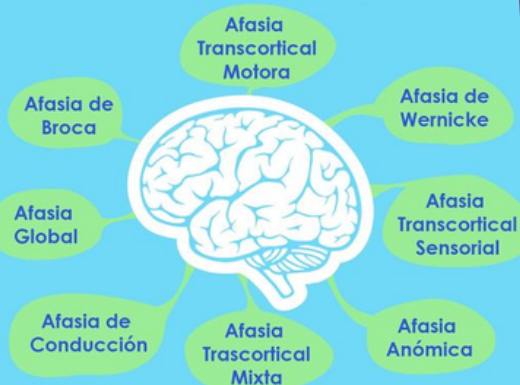 Afasia
Transcortical
Motora
Afasia de
Broca
Afasia de
Wernicke
Afasia
Global
Afasia
Transcortical
Sensorial
Afasia de
Conducción
Afasia
Trascortical
Mixta
Afasia
Anómica